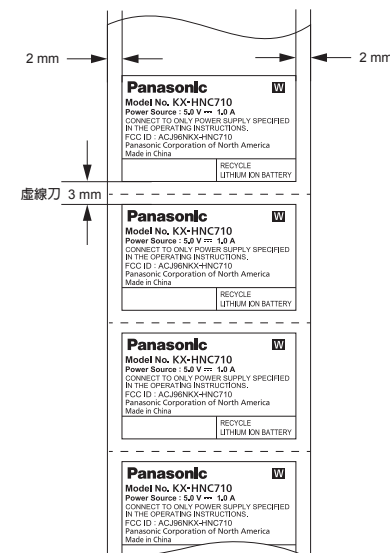 2 mm
2 mm
Panasonic W
Model No. KX-HNC710
Power Source : 5.0 V ⎓ 1.0 A
CONNECT TO ONLY POWER SUPPLY SPECIFIED
IN THE OPERATING INSTRUCTIONS.
FCC ID : ACJ96NKX-HNC710
Panasonic Corporation of North America
Made in China
RECYCLE
LITHIUM ION BATTERY
虛線刀 3 mm
Panasonic W
Model No. KX-HNC710
Power Source : 5.0 V ⎓ 1.0 A
CONNECT TO ONLY POWER SUPPLY SPECIFIED
IN THE OPERATING INSTRUCTIONS.
FCC ID : ACJ96NKX-HNC710
Panasonic Corporation of North America
Made in China
RECYCLE
LITHIUM ION BATTERY
Panasonic W
Model No. KX-HNC710
Power Source : 5.0 V ⎓ 1.0 A
CONNECT TO ONLY POWER SUPPLY SPECIFIED
IN THE OPERATING INSTRUCTIONS.
FCC ID : ACJ96NKX-HNC710
Panasonic Corporation of North America
Made in China
RECYCLE
LITHIUM ION BATTERY
Panasonic W
Model No. KX-HNC710
Power Source : 5.0 V ⎓ 1.0 A
CONNECT TO ONLY POWER SUPPLY SPECIFIED
IN THE OPERATING INSTRUCTIONS.
FCC ID : ACJ96NKX-HNC710
Panasonic Corporation of North America
Made in China
RECYCLE
LITHIUM ION BATTERY